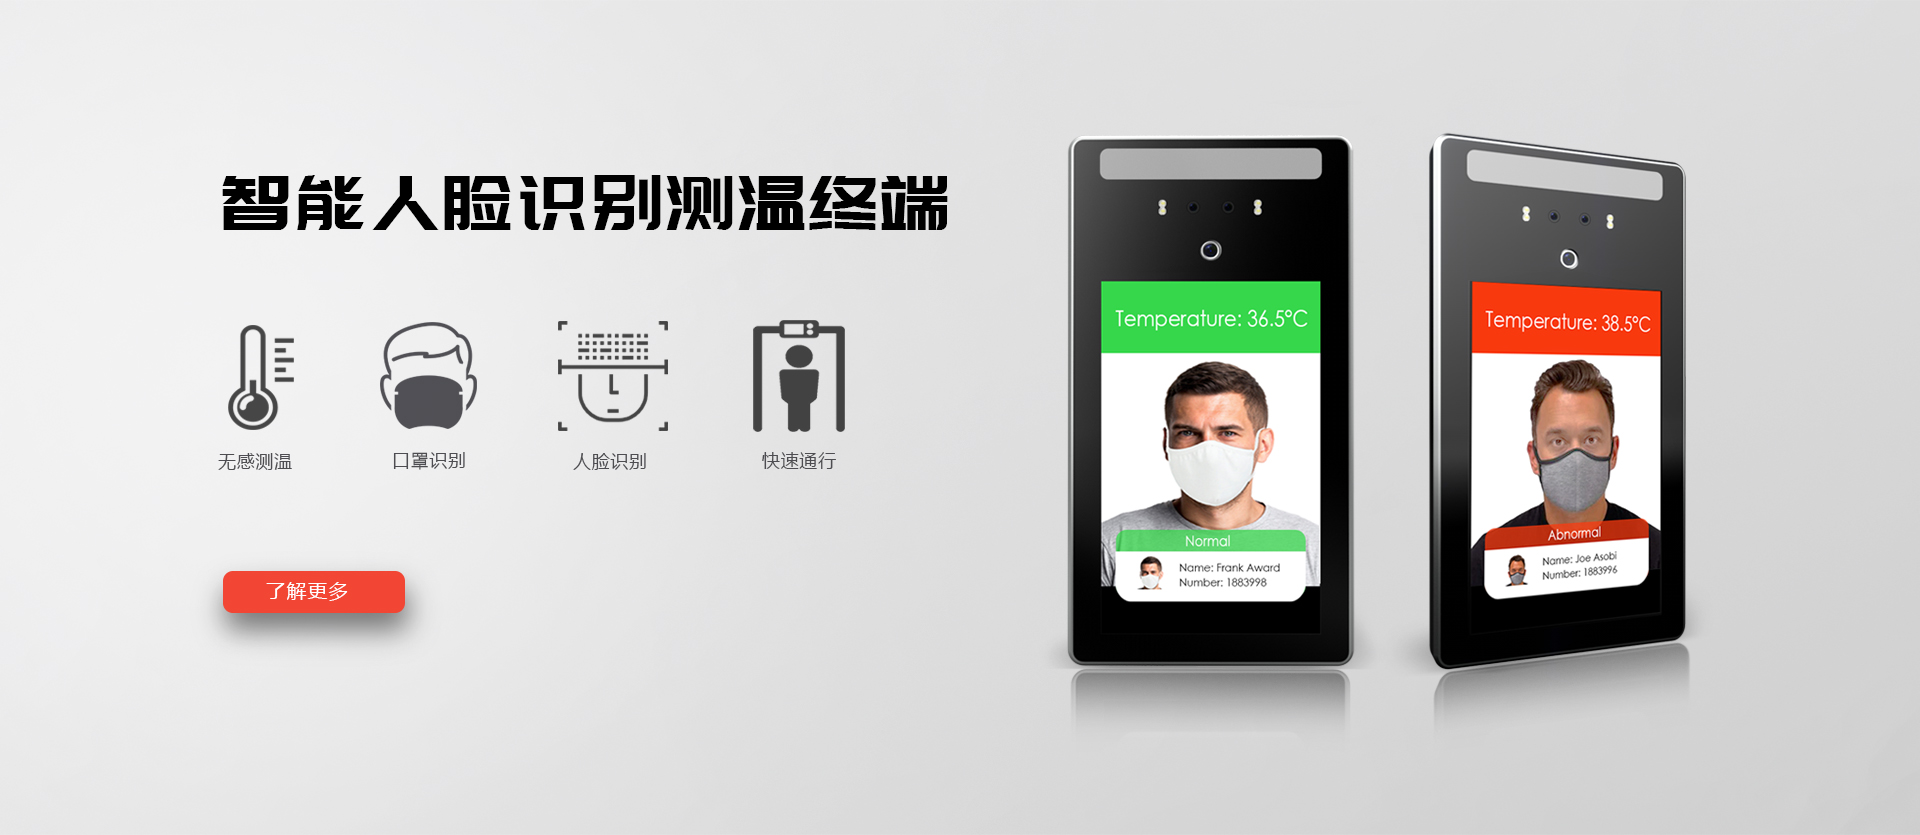 智能人脸识别测温终端
无感测温
口罩识别
人脸识别
快速通行
了解更多
Temperature: 36.5°C
Normal
Name: Frank Award
Number: 1883998
Temperature: 38.5°C
Abnormal
Name: Joe Asobi
Number: 1883996